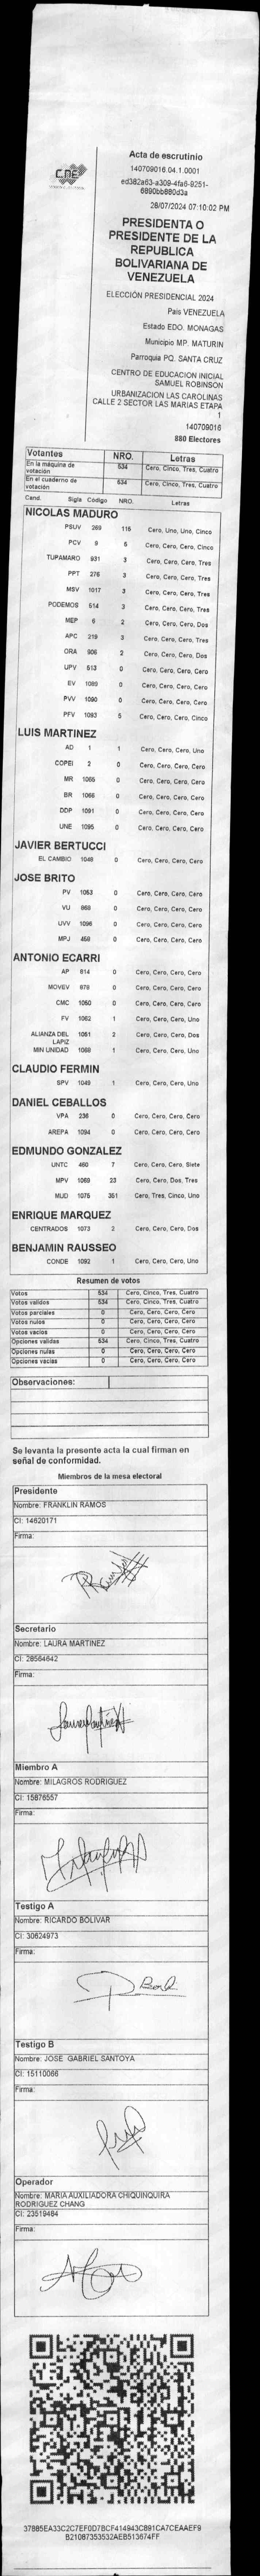 CNE
Acta de escrutinio
140709016.04.1.0001
ed382a63-a309-4fa6-9251-
6890bb880d3a
28/07/2024 07:10:02 PM
PRESIDENTA O
PRESIDENTE DE LA
REPUBLICA
BOLIVARIANA DE
VENEZUELA
ELECCIÓN PRESIDENCIAL 2024
País VENEZUELA
Estado EDO. MONAGAS
Municipio MP. MATURIN
Parroquia PQ. SANTA CRUZ
CENTRO DE EDUCACION INICIAL
SAMUEL ROBINSON
URBANIZACION LAS CAROLINAS
CALLE 2 SECTOR LAS MARIAS ETAPA
1
140709016
880 Electores
Votantes NRO. Letras
En la máquina de votación 534 Cero, Cinco, Tres, Cuatro
En el cuaderno de votación 534 Cero, Cinco, Tres, Cuatro
Cand. Sigla Código NRO. Letras
NICOLAS MADURO
PSUV 269 115 Cero, Uno, Uno, Cinco
PCV 9 5 Cero, Cero, Cero, Cinco
TUPAMARO 931 3 Cero, Cero, Cero, Tres
PPT 275 3 Cero, Cero, Cero, Tres
MSV 1017 3 Cero, Cero, Cero, Tres
PODEMOS 514 3 Cero, Cero, Cero, Tres
MEP 6 2 Cero, Cero, Cero, Dos
APC 219 3 Cero, Cero, Cero, Tres
ORA 906 2 Cero, Cero, Cero, Dos
UPV 513 0 Cero, Cero, Cero, Cero
EV 1089 0 Cero, Cero, Cero, Cero
PVV 1090 0 Cero, Cero, Cero, Cero
PFV 1093 5 Cero, Cero, Cero, Cinco
LUIS MARTINEZ
AD 1 1 Cero, Cero, Cero, Uno
COPEI 2 0 Cero, Cero, Cero, Cero
MR 1065 0 Cero, Cero, Cero, Cero
BR 1066 0 Cero, Cero, Cero, Cero
DDP 1091 0 Cero, Cero, Cero, Cero
UNE 1095 0 Cero, Cero, Cero, Cero
JAVIER BERTUCCI
EL CAMBIO 1048 0 Cero, Cero, Cero, Cero
JOSE BRITO
PV 1053 0 Cero, Cero, Cero, Cero
VU 868 0 Cero, Cero, Cero, Cero
UVV 1096 0 Cero, Cero, Cero, Cero
MPJ 459 0 Cero, Cero, Cero, Cero
ANTONIO ECARRI
AP 614 0 Cero, Cero, Cero, Cero
MOVEV 978 0 Cero, Cero, Cero, Cero
CMC 1050 0 Cero, Cero, Cero, Cero
FV 1062 1 Cero, Cero, Cero, Uno
ALIANZA DEL LAPIZ 1051 2 Cero, Cero, Cero, Dos
MIN UNIDAD 1068 1 Cero, Cero, Cero, Uno
CLAUDIO FERMIN
SPV 1049 1 Cero, Cero, Cero, Uno
DANIEL CEBALLOS
VPA 236 0 Cero, Cero, Cero, Cero
AREPA 1094 0 Cero, Cero, Cero, Cero
EDMUNDO GONZALEZ
UNTC 480 7 Cero, Cero, Cero, Siete
MPV 1069 23 Cero, Cero, Dos, Tres
MUD 1075 351 Cero, Tres, Cinco, Uno
ENRIQUE MARQUEZ
CENTRADOS 1073 2 Cero, Cero, Cero, Dos
BENJAMIN RAUSSEO
CONDE 1092 1 Cero, Cero, Cero, Uno
Resumen de votos
Votos 534 Cero, Cinco, Tres, Cuatro
Votos validos 534 Cero, Cinco, Tres, Cuatro
Votos parciales 0 Cero, Cero, Cero, Cero
Votos nulos 0 Cero, Cero, Cero, Cero
Votos vacios 0 Cero, Cero, Cero, Cero
Opciones validas 534 Cero, Cinco, Tres, Cuatro
Opciones nulas 0 Cero, Cero, Cero, Cero
Opciones vacias 0 Cero, Cero, Cero, Cero
Observaciones:
Se levanta la presente acta la cual firman en
señal de conformidad.
Miembros de la mesa electoral
Presidente
Nombre: FRANKLIN RAMOS
CI: 14620171
Firma:
Secretario
Nombre: LAURA MARTINEZ
CI: 28564642
Firma:
Miembro A
Nombre: MILAGROS RODRIGUEZ
CI: 15876557
Firma:
Testigo A
Nombre: RICARDO BOLIVAR
CI: 30624973
Firma:
Testigo B
Nombre: JOSE GABRIEL SANTOYA
CI: 15110066
Firma:
Operador
Nombre: MARIA AUXILIADORA CHIQUINQUIRA
RODRIGUEZ CHANG
CI: 23519484
Firma:
37885EA33C2C7EF0D7BCF414943C891CA7CEAAEF9
B21087353532AEB513674FF